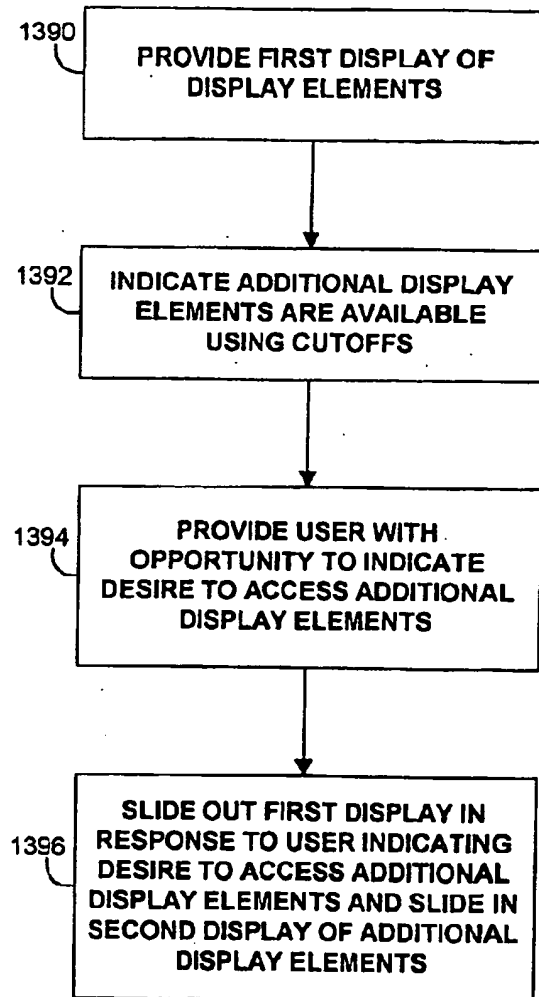 1390
PROVIDE FIRST DISPLAY OF
DISPLAY ELEMENTS
1392
INDICATE ADDITIONAL DISPLAY
ELEMENTS ARE AVAILABLE
USING CUTOFFS
1394
PROVIDE USER WITH
OPPORTUNITY TO INDICATE
DESIRE TO ACCESS ADDITIONAL
DISPLAY ELEMENTS
1396
SLIDE OUT FIRST DISPLAY IN
RESPONSE TO USER INDICATING
DESIRE TO ACCESS ADDITIONAL
DISPLAY ELEMENTS AND SLIDE IN
SECOND DISPLAY OF ADDITIONAL
DISPLAY ELEMENTS